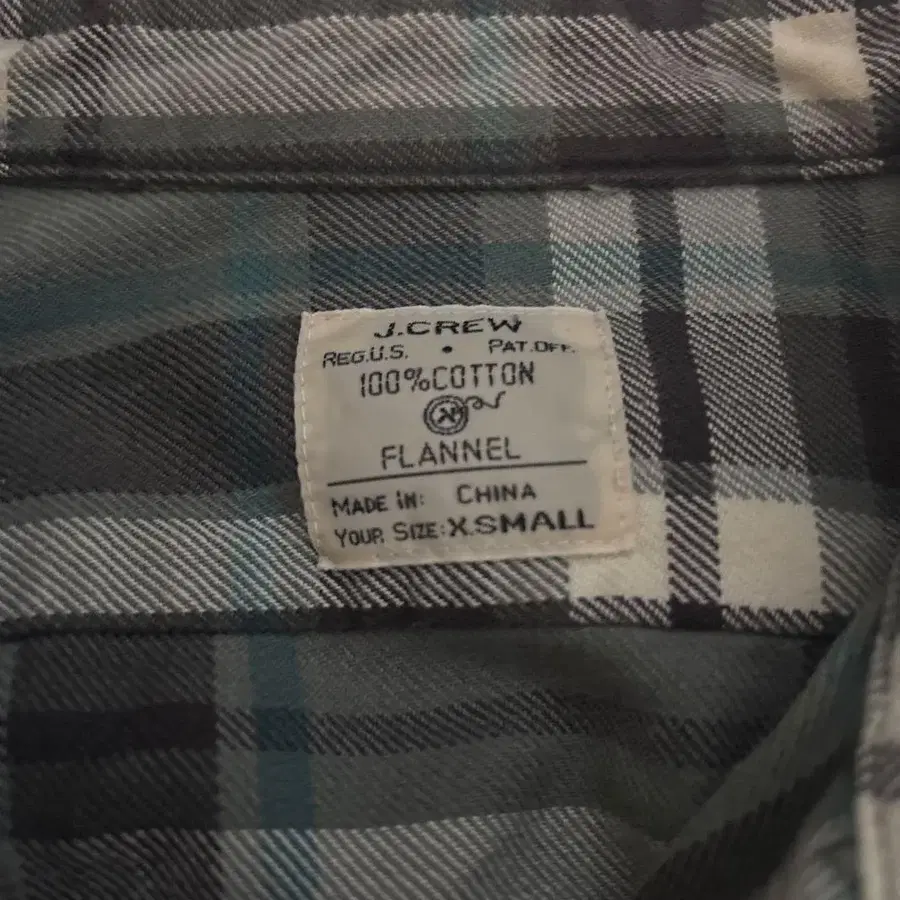 J.CREW
REG.U.S. • PAT.OFF.
100%COTTON
FLANNEL
MADE IN: CHINA
YOUR SIZE: X.SMALL